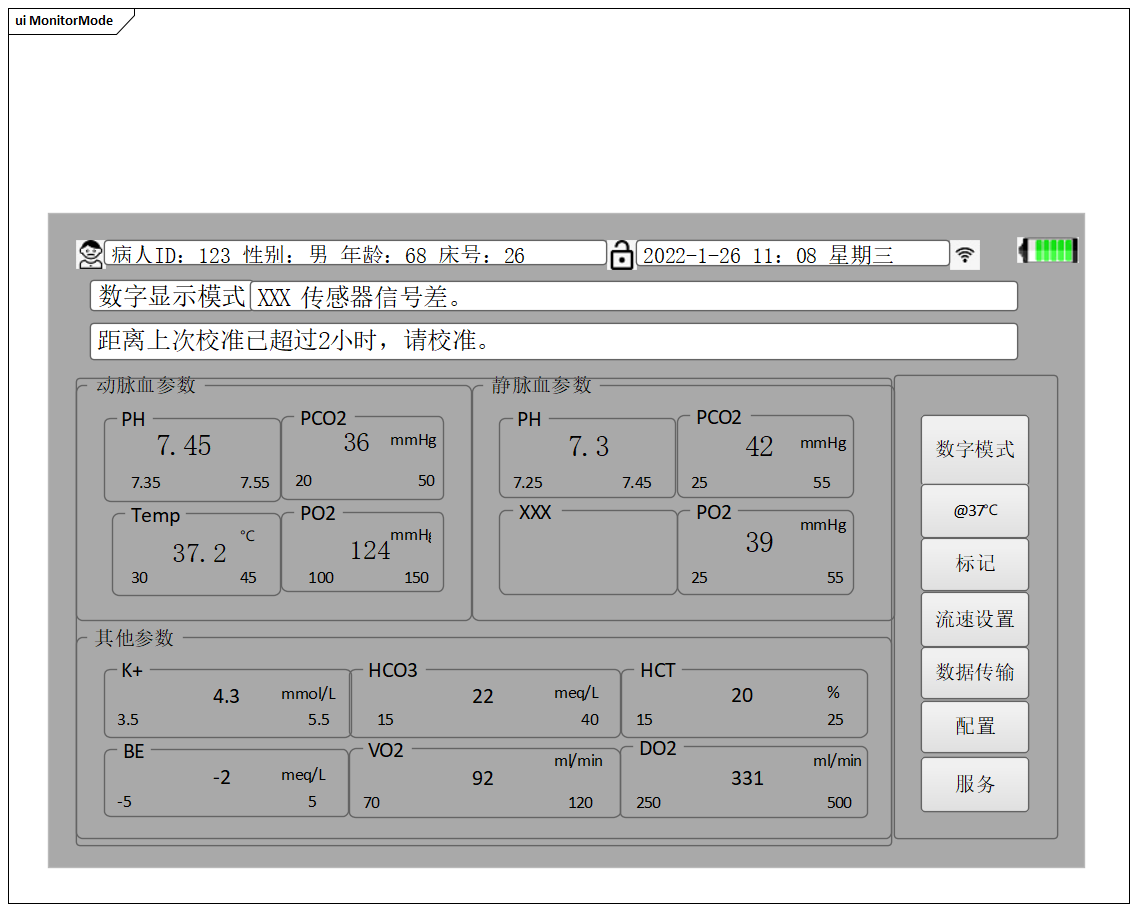 ui MonitorMode
病人ID：123 性别：男 年龄：68 床号：26
2022-1-26 11：08 星期三
数字显示模式 XXX 传感器信号差。
距离上次校准已超过2小时，请校准。
动脉血参数
PH
7.45
7.35 7.55
PCO2
36 mmHg
20 50
Temp
℃
37.2
30 45
PO2
mmHg
124
100 150
静脉血参数
PH
7.3
7.25 7.45
PCO2
42 mmHg
25 55
XXX
PO2
mmHg
39
25 55
其他参数
K+
4.3 mmol/L
3.5 5.5
HCO3
22 meq/L
15 40
HCT
20 %
15 25
BE
-2 meq/L
-5 5
VO2
ml/min
92
70 120
DO2
ml/min
331
250 500
数字模式
@37℃
标记
流速设置
数据传输
配置
服务